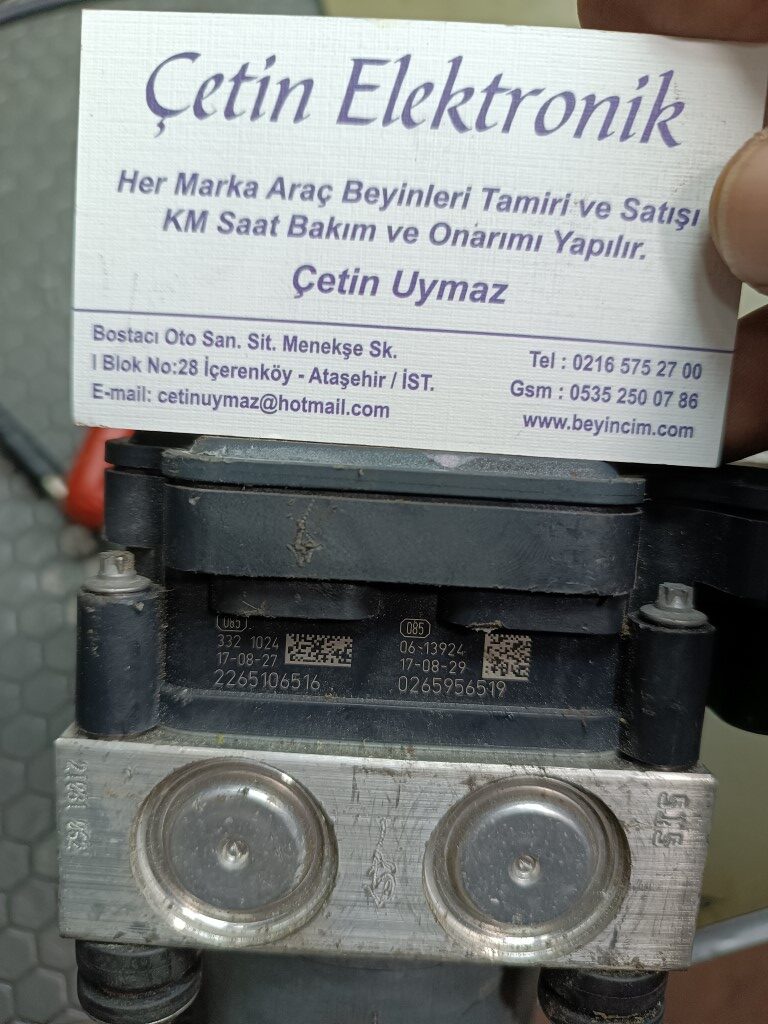 Çetin Elektronik
Her Marka Araç Beyinleri Tamiri ve Satışı
KM Saat Bakım ve Onarımı Yapılır.
Çetin Uymaz
Bostacı Oto San. Sit. Menekşe Sk.
I Blok No:28 İçerenköy - Ataşehir / İST.
E-mail: cetinuymaz@hotmail.com
Tel : 0216 575 27 00
Gsm : 0535 250 07 86
www.beyincim.com
085
332 1024
17-08-27
2265106516
085
06-13924
17-08-29
0265956519